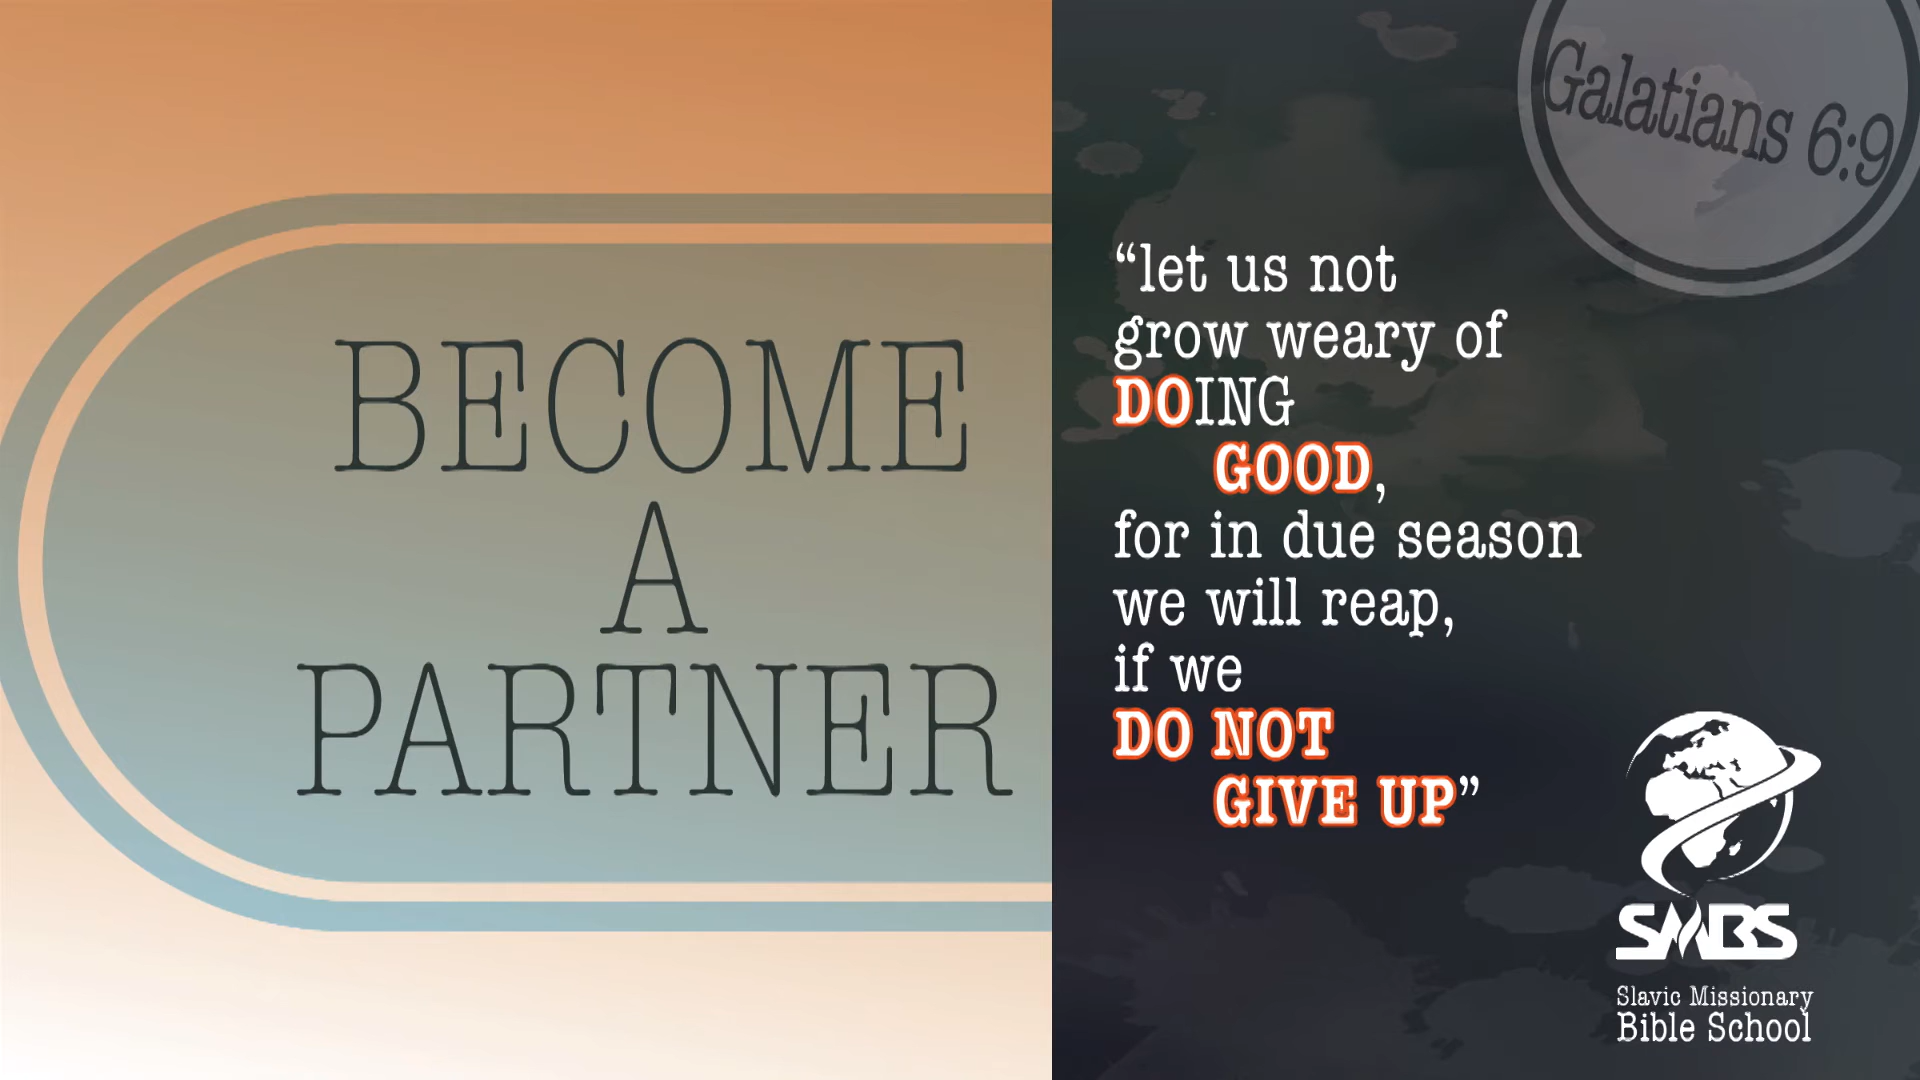 BECOME
A
PARTNER
Galatians 6:9
“let us not
grow weary of
DOING
GOOD,
for in due season
we will reap,
if we
DO NOT
GIVE UP”
SMBS
Slavic Missionary
Bible School